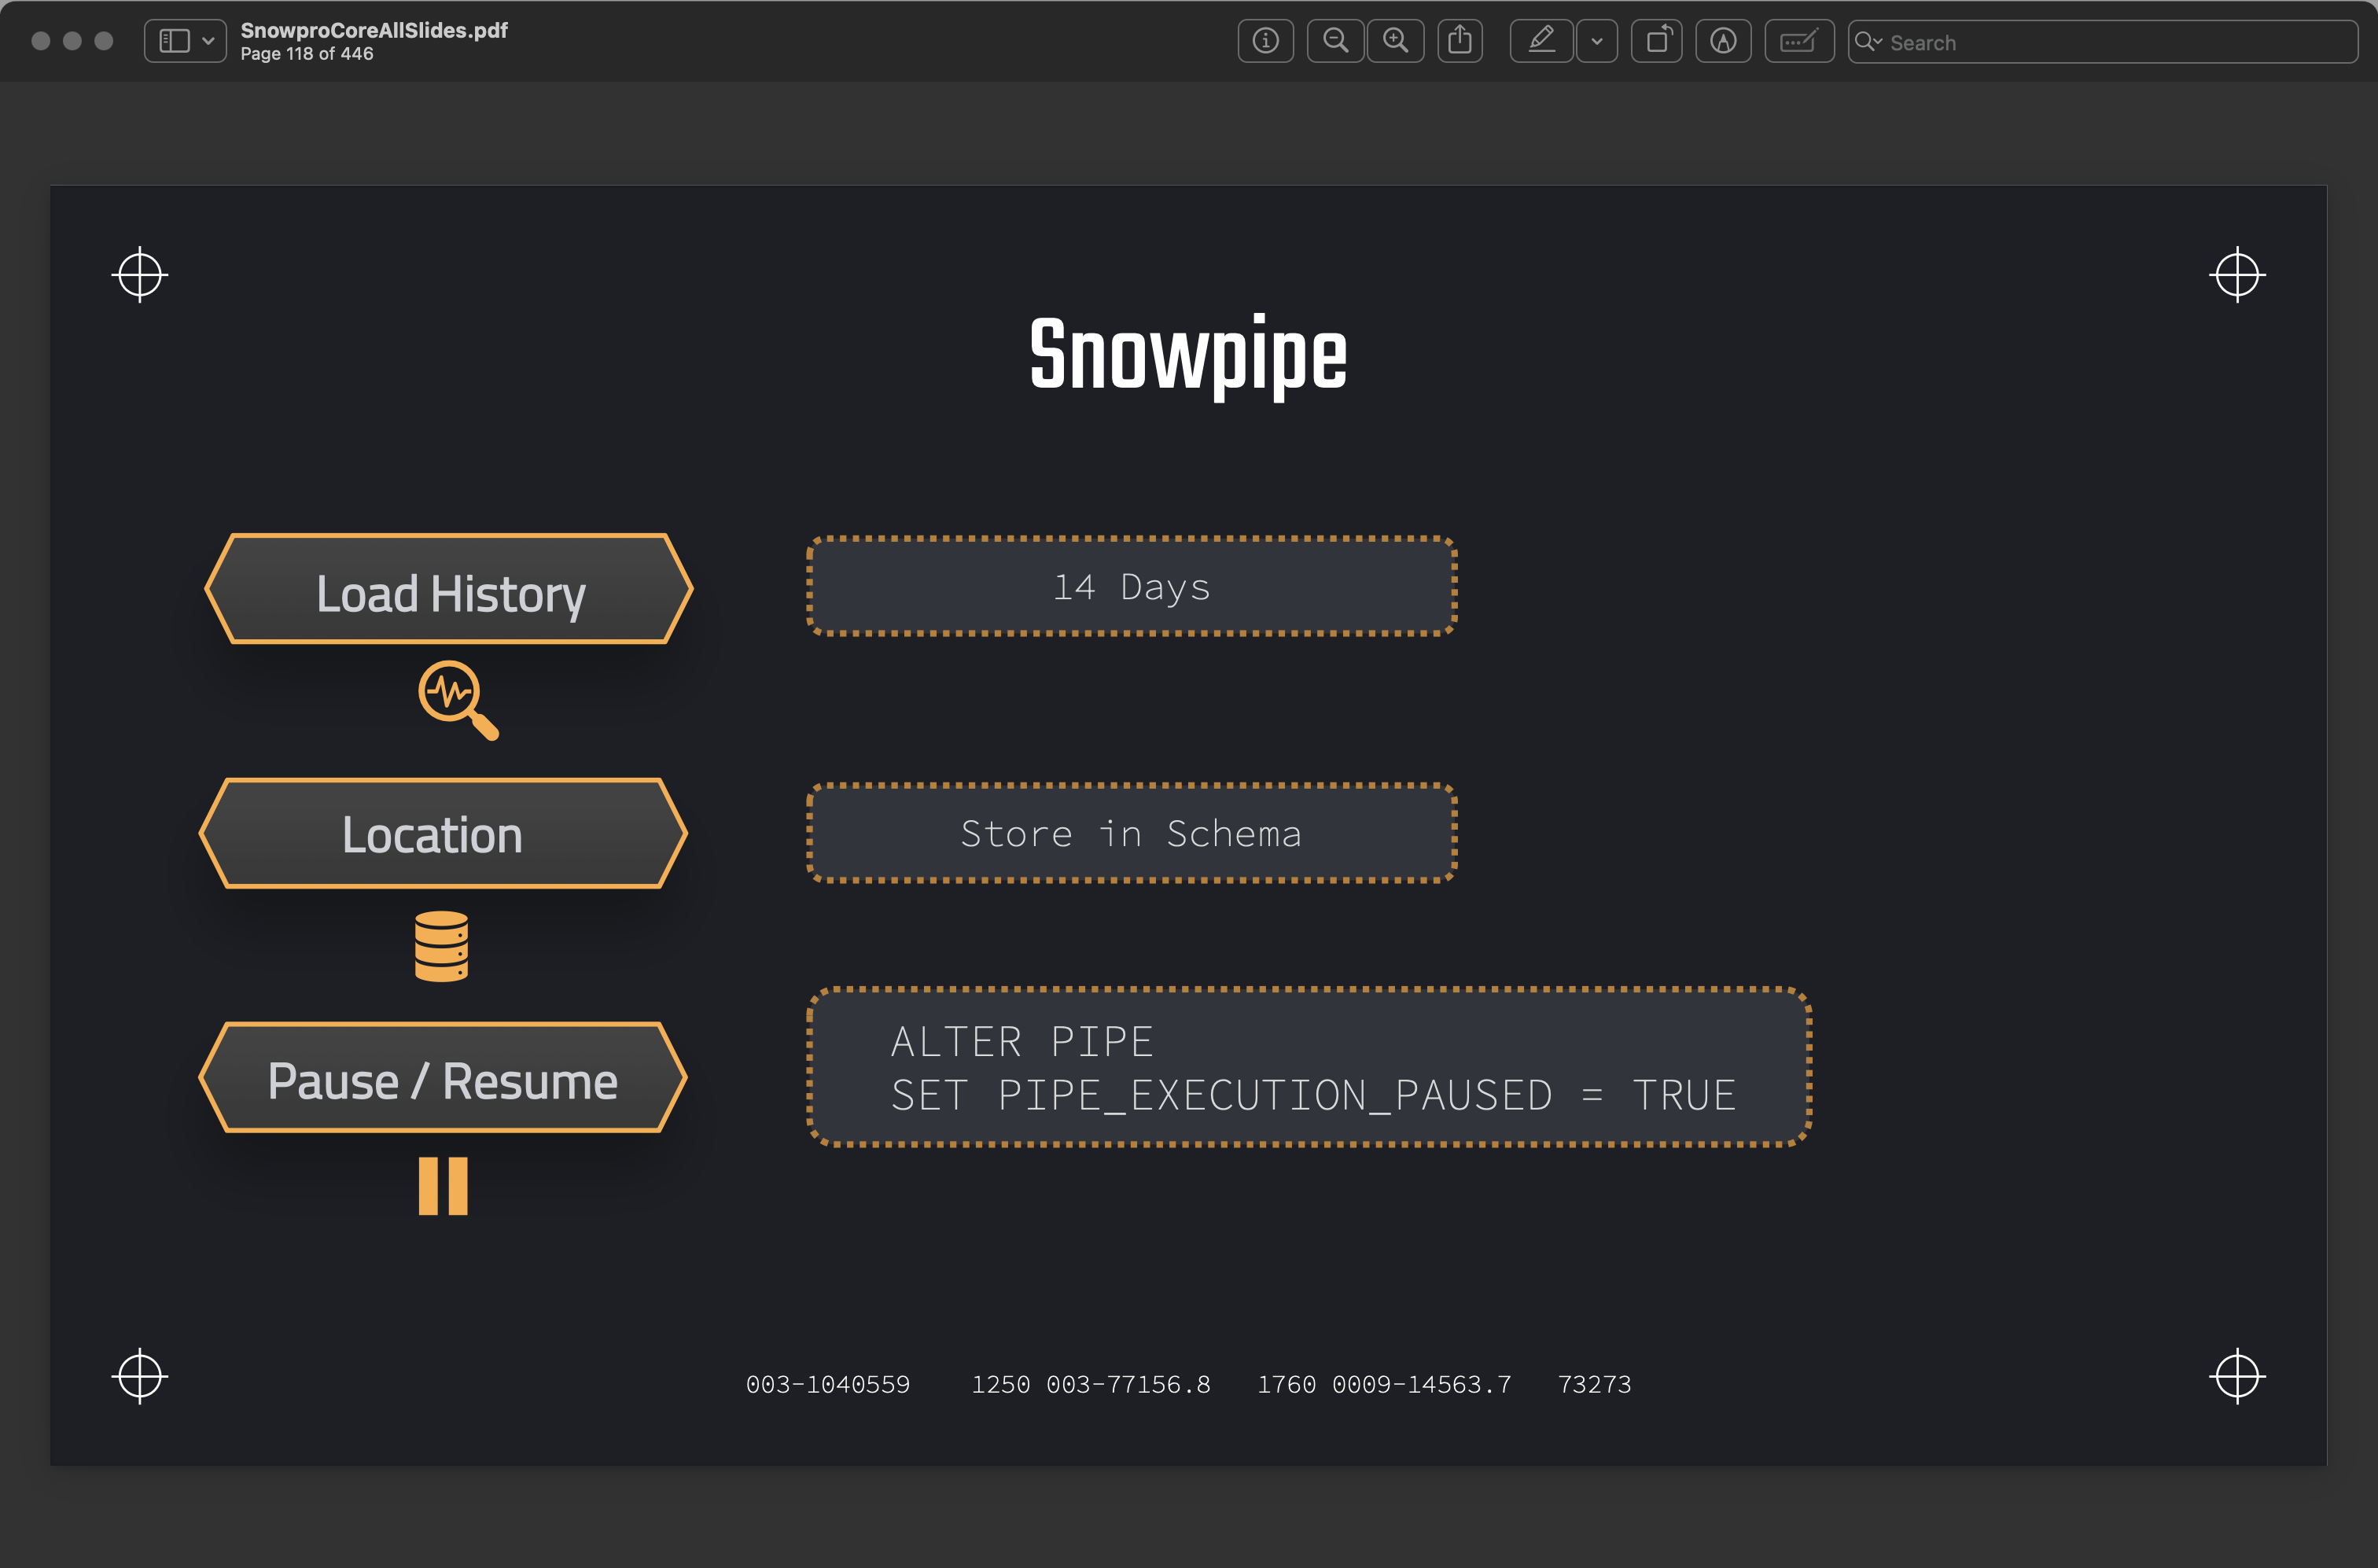 SnowproCoreAllSlides.pdf
Page 118 of 446
Search
Snowpipe
Load History
14 Days
Location
Store in Schema
Pause / Resume
ALTER PIPE
SET PIPE_EXECUTION_PAUSED = TRUE
003-1040559 1250 003-77156.8 1760 0009-14563.7 73273